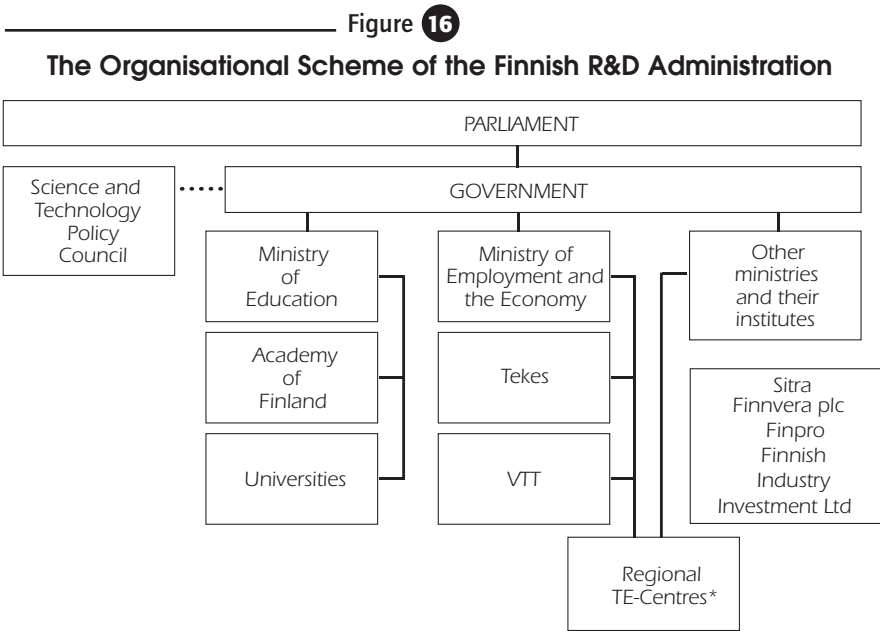 Figure 16
The Organisational Scheme of the Finnish R&D Administration
PARLIAMENT
Science and
Technology
Policy
Council
GOVERNMENT
Ministry
of
Education
Ministry of
Employment and
the Economy
Other
ministries
and their
institutes
Academy
of
Finland
Tekes
Sitra
Finnvera plc
Finpro
Finnish
Industry
Investment Ltd
Universities
VTT
Regional
TE-Centres*